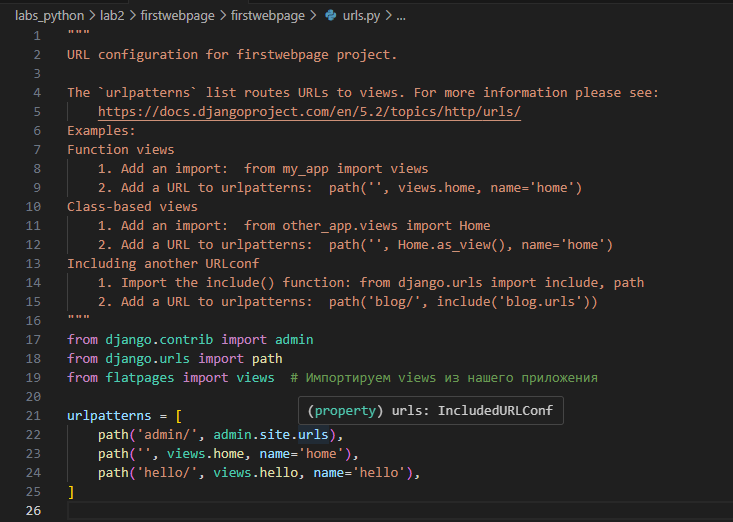 labs_python > lab2 > firstwebpage > firstwebpage > urls.py > ...
1 """
2 URL configuration for firstwebpage project.
3
4 The `urlpatterns` list routes URLs to views. For more information please see:
5     https://docs.djangoproject.com/en/5.2/topics/http/urls/
6 Examples:
7 Function views
8     1. Add an import:  from my_app import views
9     2. Add a URL to urlpatterns:  path('', views.home, name='home')
10 Class-based views
11     1. Add an import:  from other_app.views import Home
12     2. Add a URL to urlpatterns:  path('', Home.as_view(), name='home')
13 Including another URLconf
14     1. Import the include() function: from django.urls import include, path
15     2. Add a URL to urlpatterns:  path('blog/', include('blog.urls'))
16 """
17 from django.contrib import admin
18 from django.urls import path
19 from flatpages import views  # Импортируем views из нашего приложения
20
(property) urls: IncludedURLConf
21 urlpatterns = [
22     path('admin/', admin.site.urls),
23     path('', views.home, name='home'),
24     path('hello/', views.hello, name='hello'),
25 ]
26